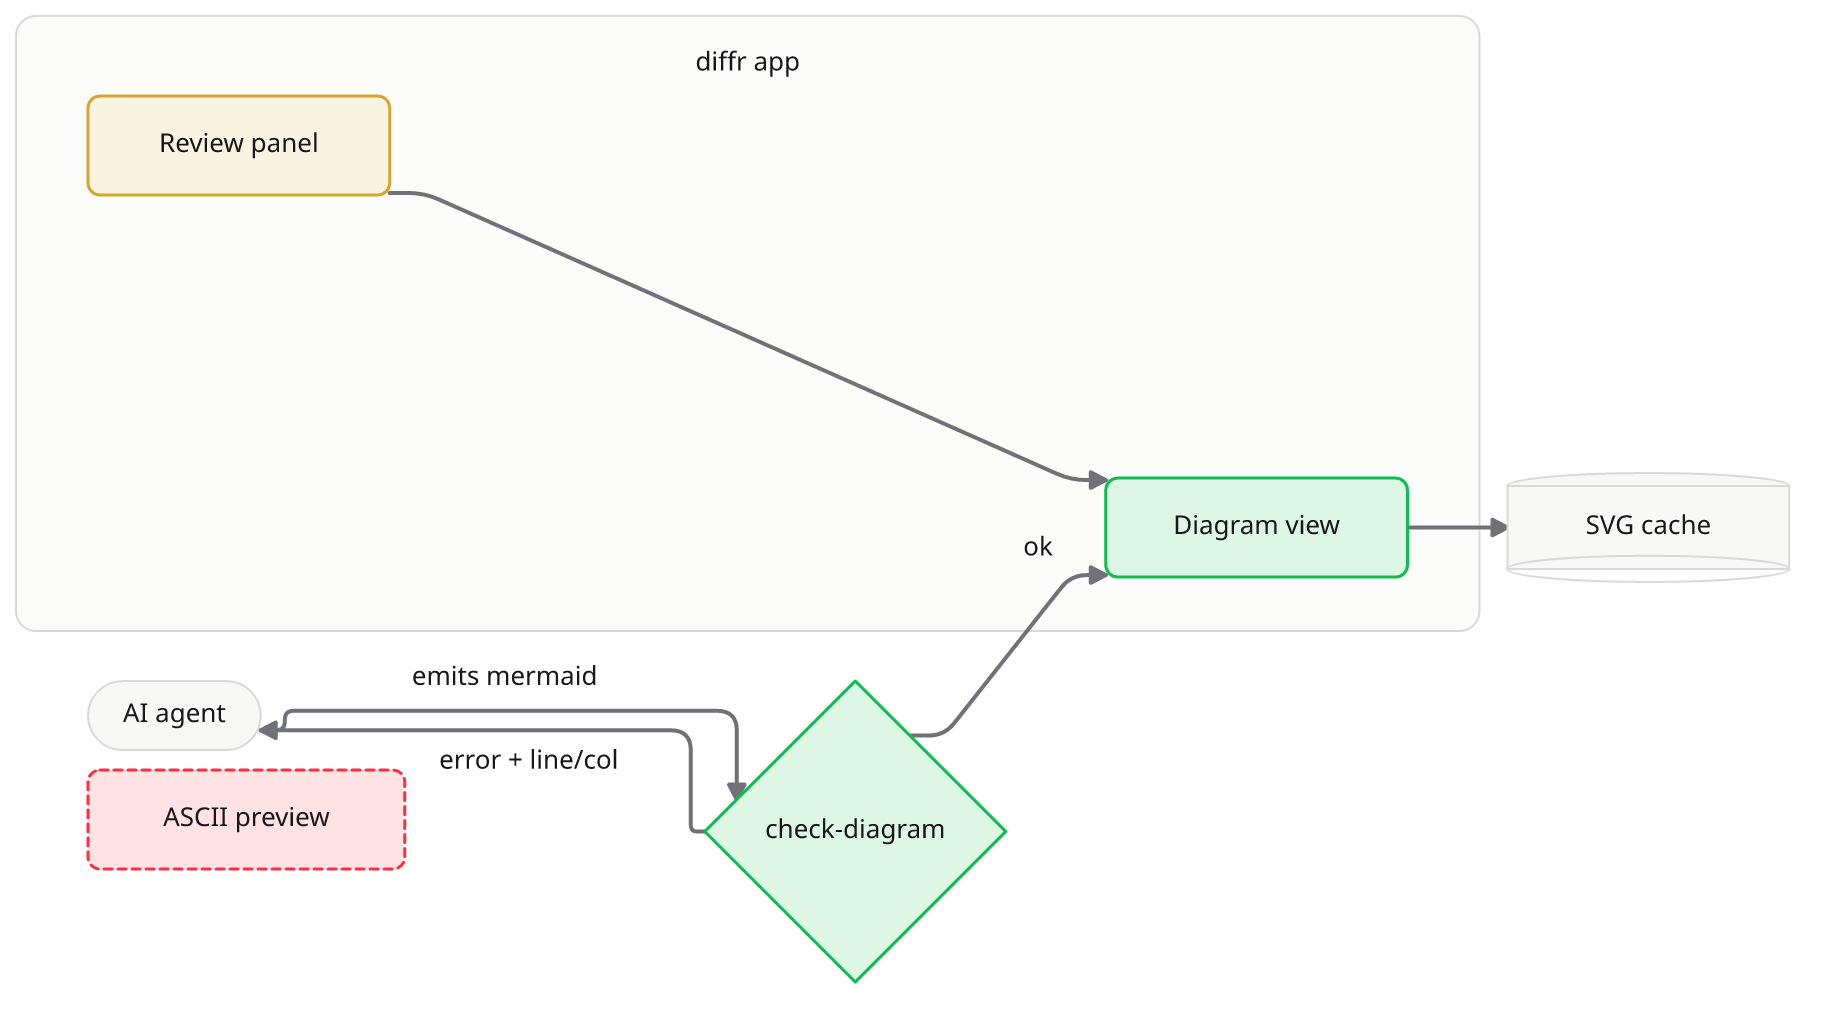 diffr app
Review panel
Diagram view
SVG cache
ok
emits mermaid
AI agent
error + line/col
ASCII preview
check-diagram